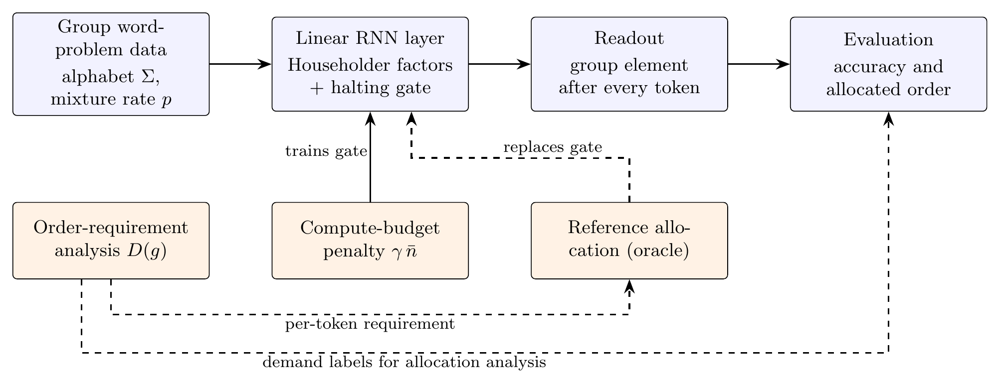 Group word-
problem data
alphabet Σ,
mixture rate p
Linear RNN layer
Householder factors
+ halting gate
Readout
group element
after every token
Evaluation
accuracy and
allocated order
trains gate
replaces gate
Order-requirement
analysis D(g)
Compute-budget
penalty γ n̄
Reference allo-
cation (oracle)
per-token requirement
demand labels for allocation analysis